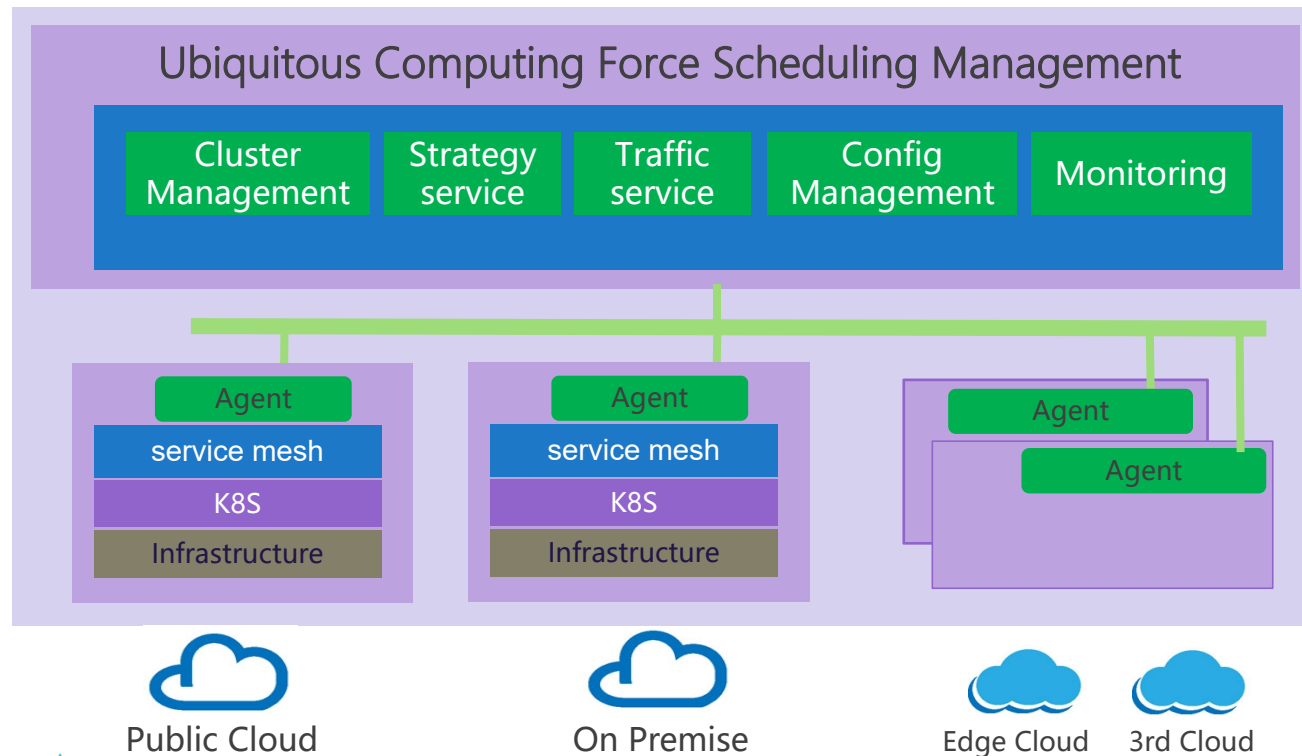 Ubiquitous Computing Force Scheduling Management
Cluster
Management
Strategy
service
Traffic
service
Config
Management
Monitoring
Agent
service mesh
K8S
Infrastructure
Agent
service mesh
K8S
Infrastructure
Agent
Agent
Public Cloud
On Premise
Edge Cloud
3rd Cloud